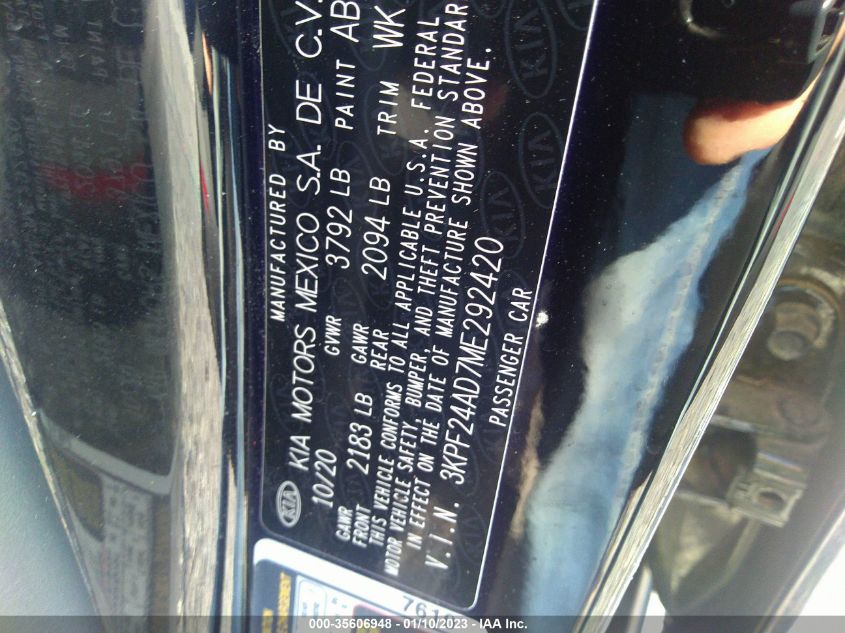 MANUFACTURED BY
KIA KIA MOTORS MEXICO S.A. DE C.V.
10/20 GVWR 3792 LB PAINT AB
GAWR FRONT 2183 LB GAWR REAR 2094 LB TRIM WK
THIS VEHICLE CONFORMS TO ALL APPLICABLE U.S.A. FEDERAL
MOTOR VEHICLE SAFETY, BUMPER, AND THEFT PREVENTION STANDAR
IN EFFECT ON THE DATE OF MANUFACTURE SHOWN ABOVE.
V.I.N. 3KPF24AD7ME292420
PASSENGER CAR
761
000-35606948 - 01/10/2023 - IAA Inc.